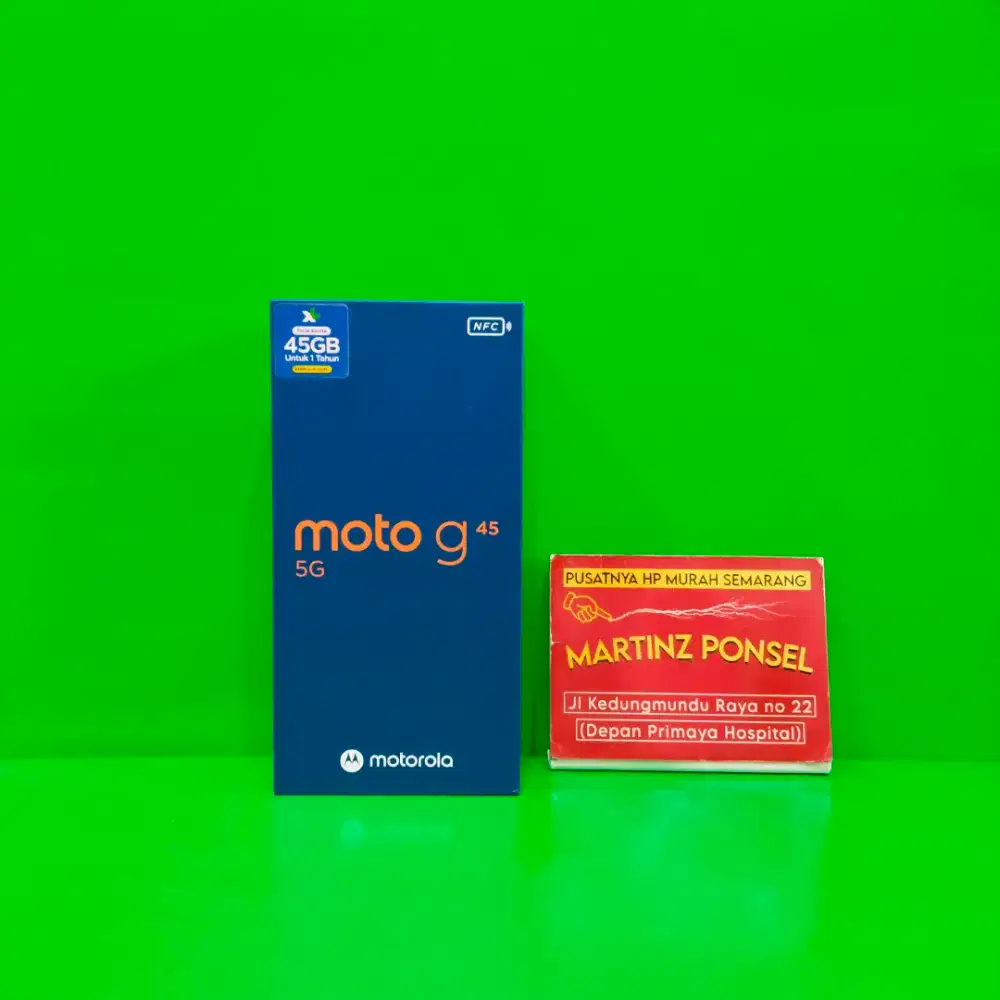 45GB
Untuk 1 Tahun
NFC
moto g 45
5G
motorola
PUSATNYA HP MURAH SEMARANG
MARTINZ PONSEL
Jl Kedungmundu Raya no 22
(Depan Primaya Hospital)